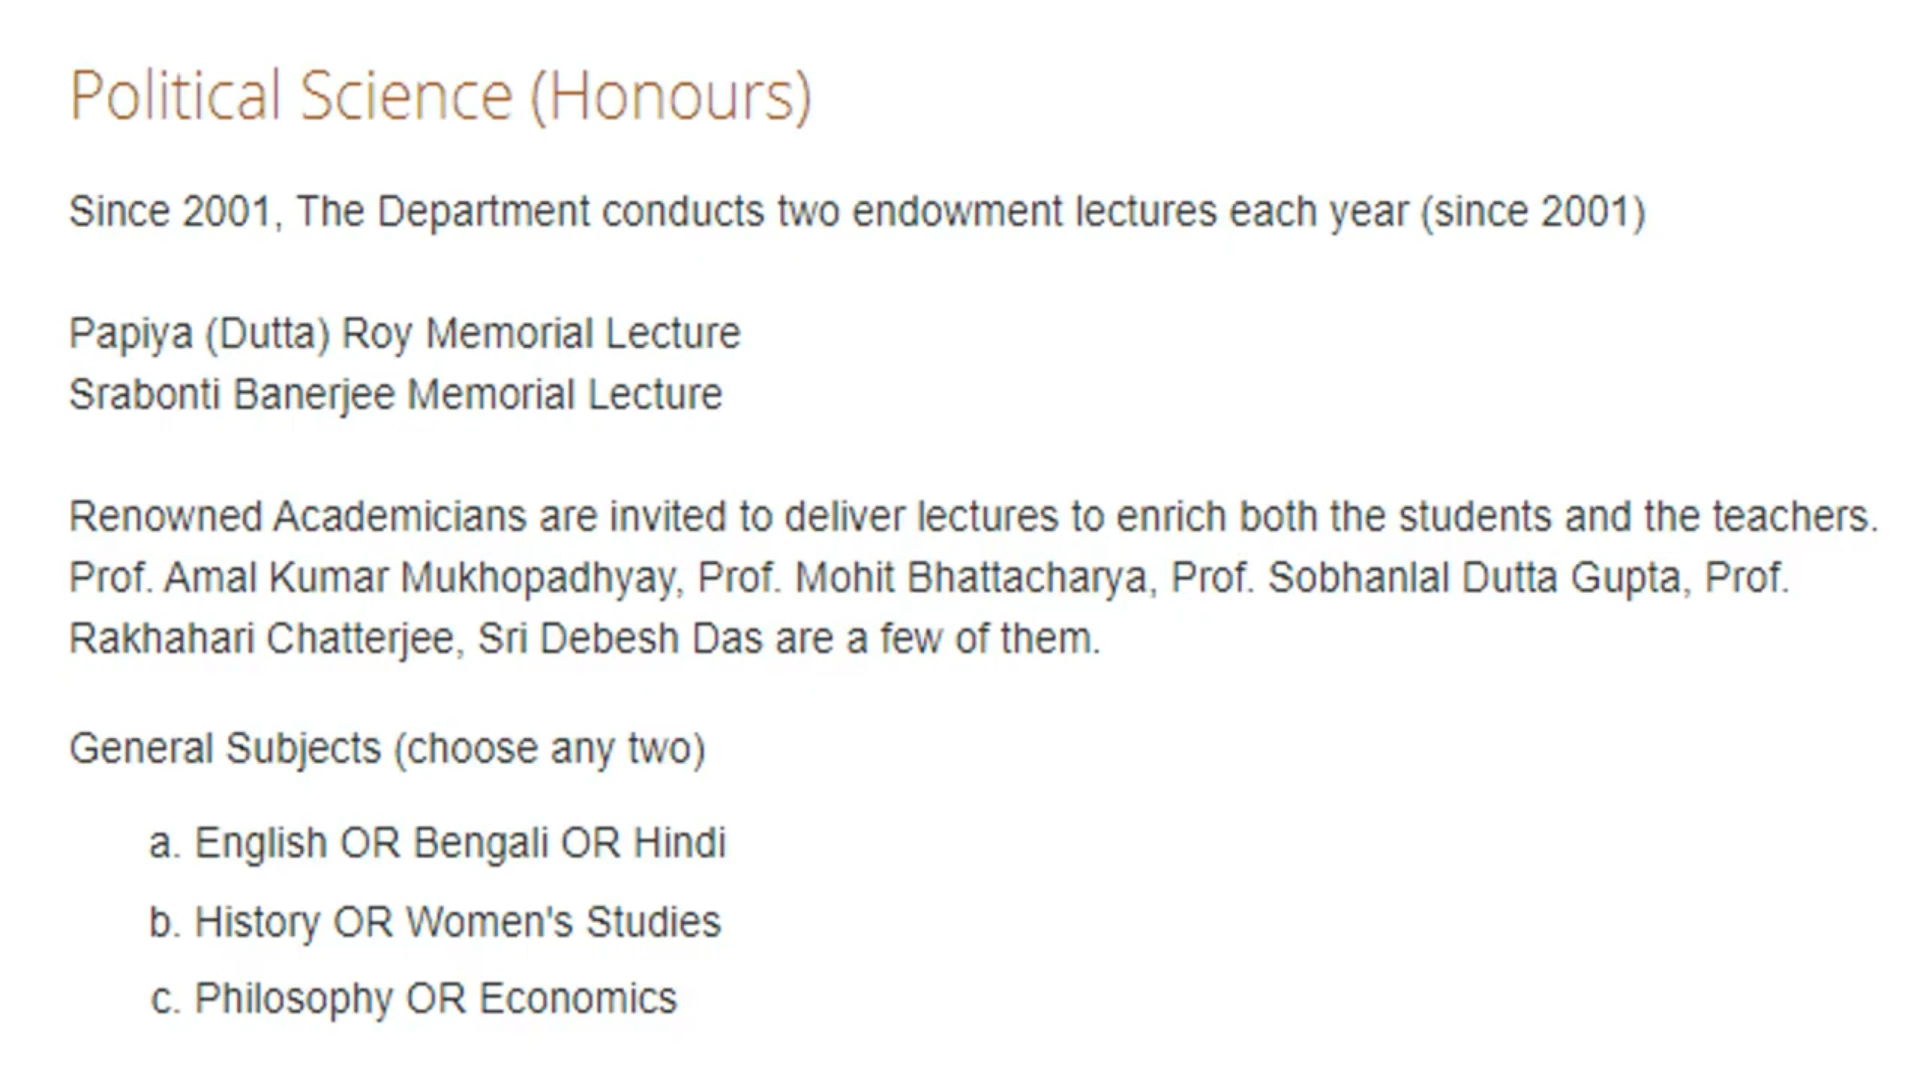 Political Science (Honours)
Since 2001, The Department conducts two endowment lectures each year (since 2001)
Papiya (Dutta) Roy Memorial Lecture
Srabonti Banerjee Memorial Lecture
Renowned Academicians are invited to deliver lectures to enrich both the students and the teachers.
Prof. Amal Kumar Mukhopadhyay, Prof. Mohit Bhattacharya, Prof. Sobhanlal Dutta Gupta, Prof.
Rakhahari Chatterjee, Sri Debesh Das are a few of them.
General Subjects (choose any two)
a. English OR Bengali OR Hindi
b. History OR Women's Studies
c. Philosophy OR Economics